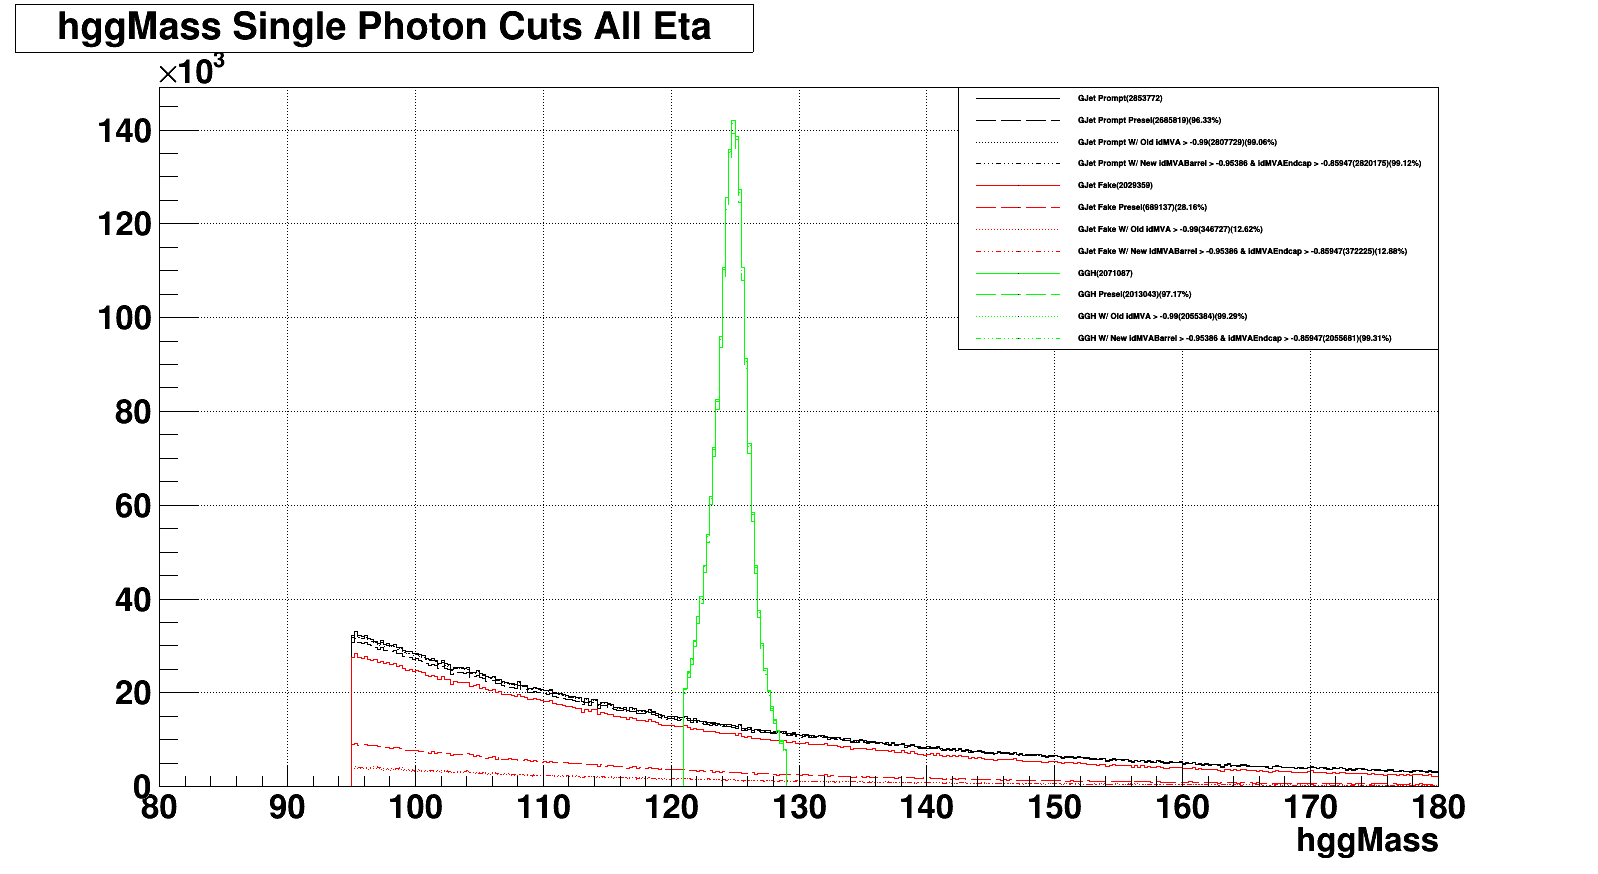 hggMass Single Photon Cuts All Eta
×10³
140
120
100
80
60
40
20
0
80 90 100 110 120 130 140 150 160 170 180
hggMass
GJet Prompt(2853772)
GJet Prompt Presel(2685819)(96.33%)
GJet Prompt W/ Old idMVA > -0.99(2807729)(99.06%)
GJet Prompt W/ New idMVABarrel > -0.95386 & idMVAEndcap > -0.85947(2820175)(99.12%)
GJet Fake(2029359)
GJet Fake Presel(689137)(28.16%)
GJet Fake W/ Old idMVA > -0.99(346727)(12.62%)
GJet Fake W/ New idMVABarrel > -0.95386 & idMVAEndcap > -0.85947(372225)(12.88%)
GGH(2071087)
GGH Presel(2013043)(97.17%)
GGH W/ Old idMVA > -0.99(2055384)(99.29%)
GGH W/ New idMVABarrel > -0.95386 & idMVAEndcap > -0.85947(2055681)(99.31%)